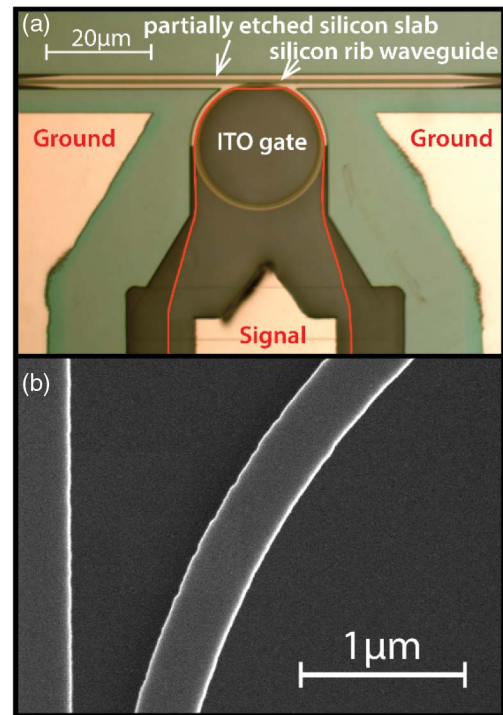 (a)
partially etched silicon slab
20μm
silicon rib waveguide
Ground
ITO gate
Ground
Signal
(b)
1μm